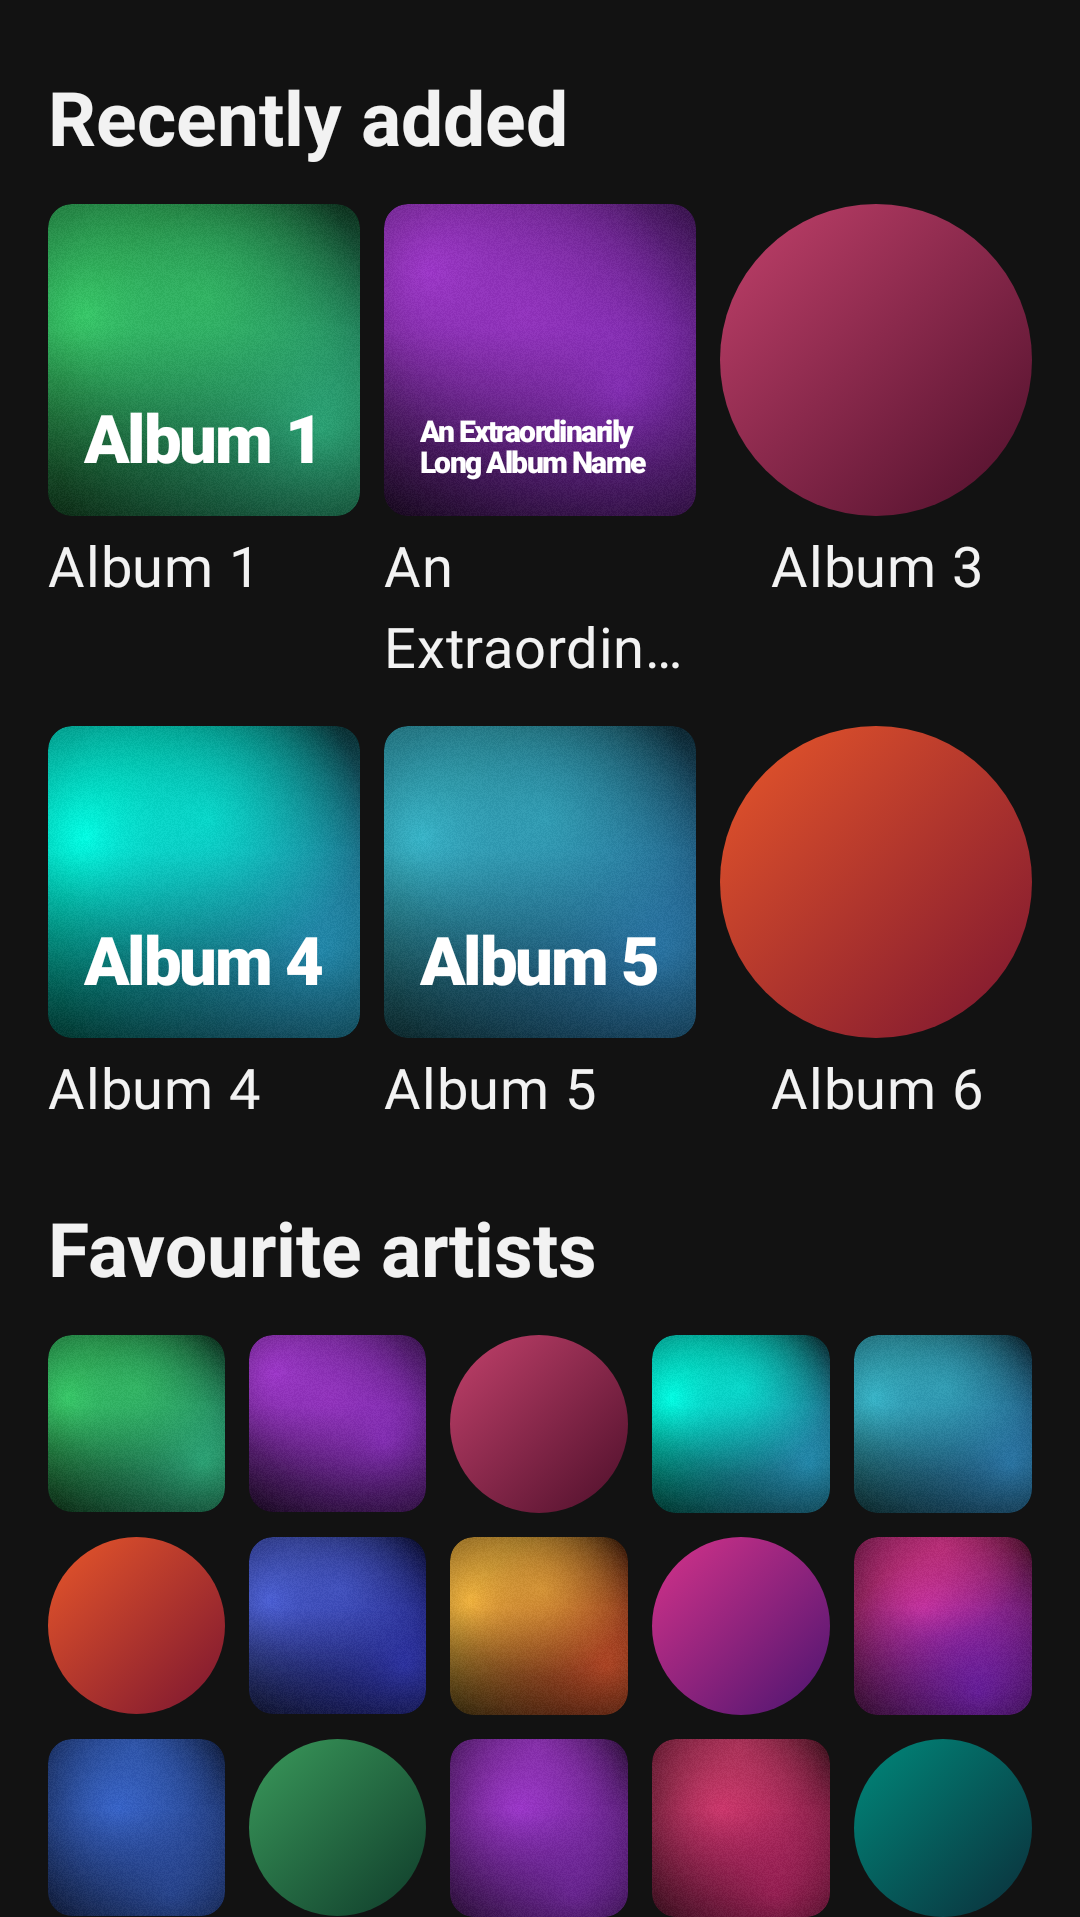 Recently added
Album 1
An Extraordinarily
Long Album Name
Album 1
An
Extraordin…
Album 3
Album 4
Album 5
Album 4
Album 5
Album 6
Favourite artists